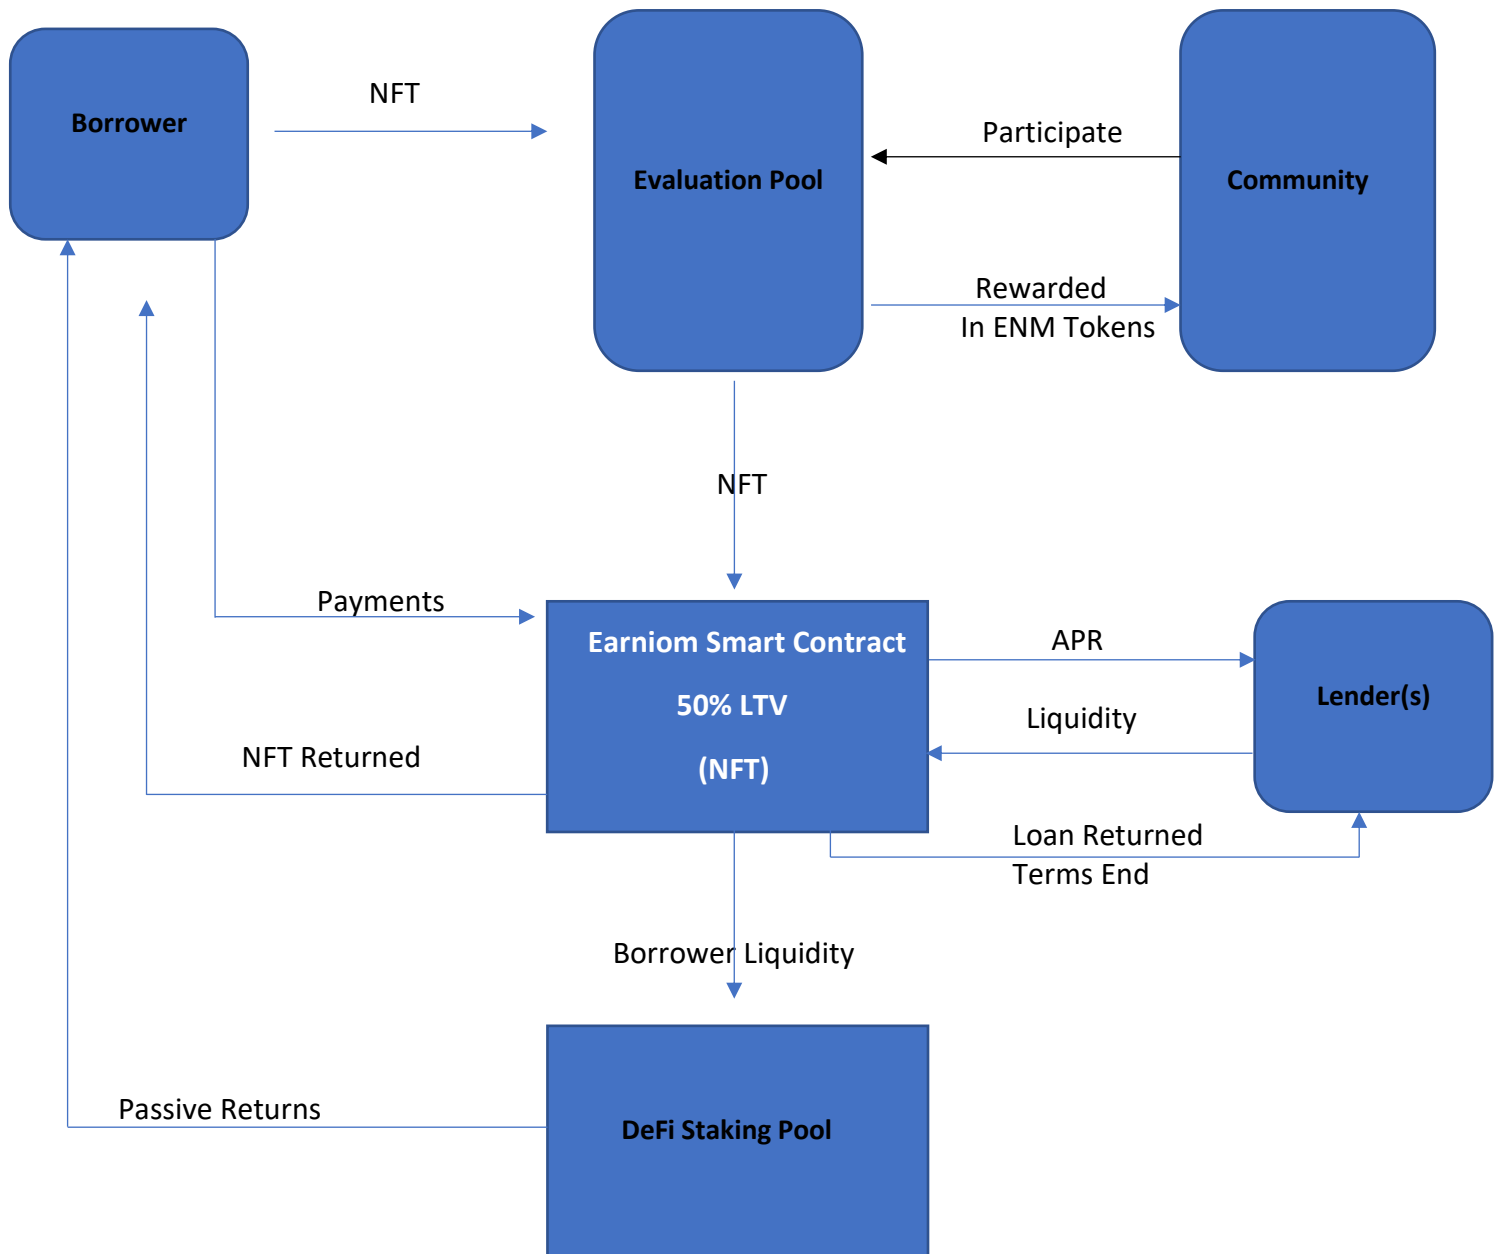 NFT
Borrower
Participate
Evaluation Pool
Community
Rewarded
In ENM Tokens
NFT
Payments
Earniom Smart Contract
50% LTV
(NFT)
APR
Lender(s)
Liquidity
NFT Returned
Loan Returned
Terms End
Borrower Liquidity
Passive Returns
DeFi Staking Pool